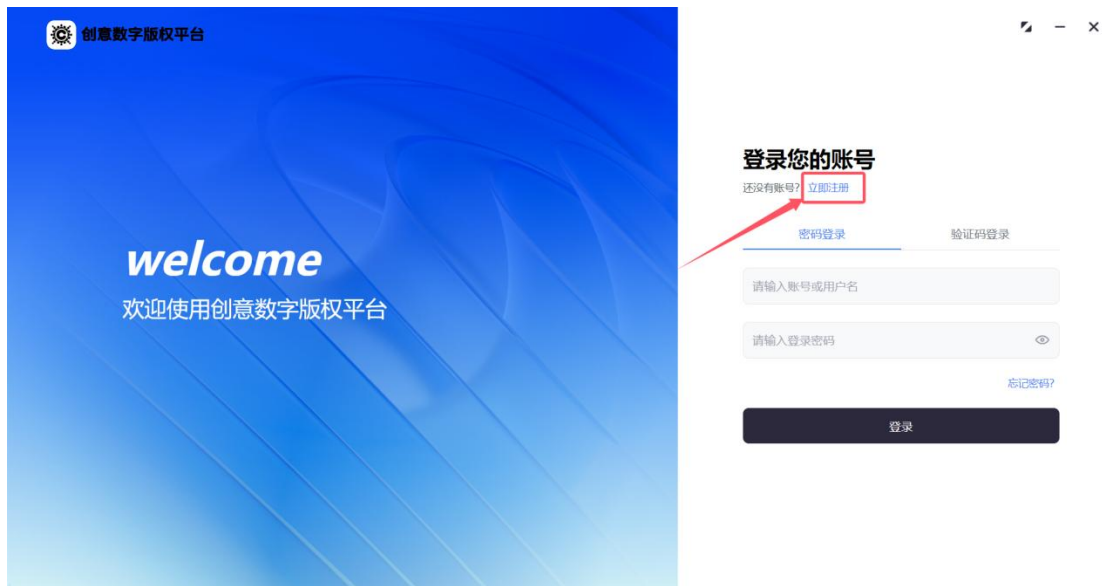 创意数字版权平台
welcome
欢迎使用创意数字版权平台
登录您的账号
还没有账号? 立即注册
密码登录 验证码登录
请输入账号或用户名
请输入登录密码
忘记密码?
登录